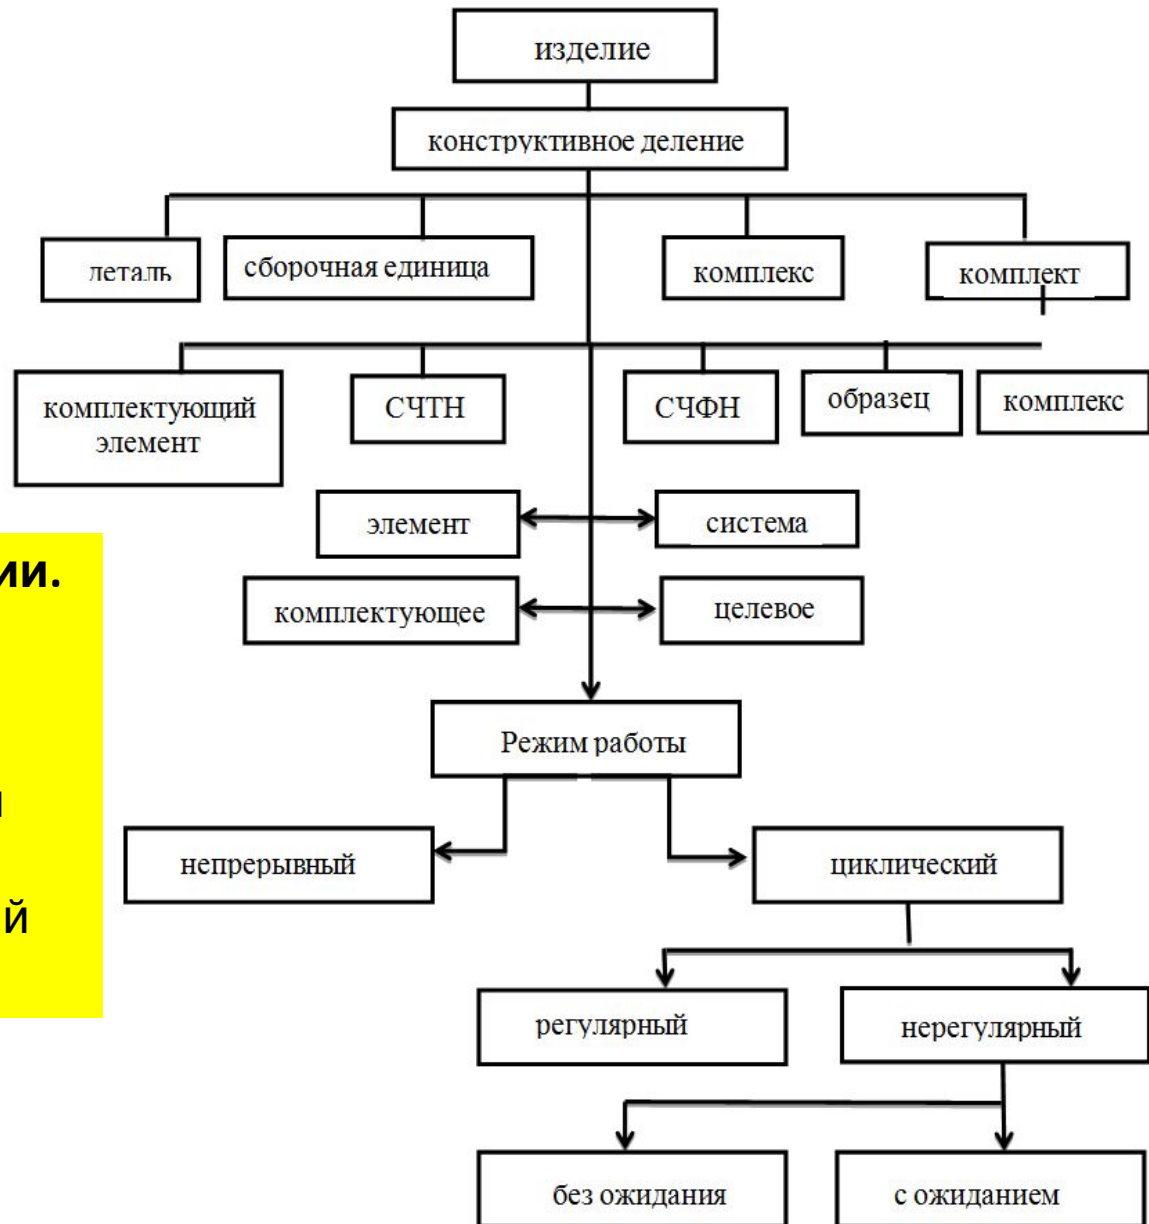 изделие
конструктивное деление
деталь
сборочная единица
комплекс
комплект
комплектующий
элемент
СЧТН
СЧФН
образец
комплекс
элемент
система
ии.
комплектующее
целевое
Режим работы
й
непрерывный
циклический
регулярный
нерегулярный
без ожидания
с ожиданием